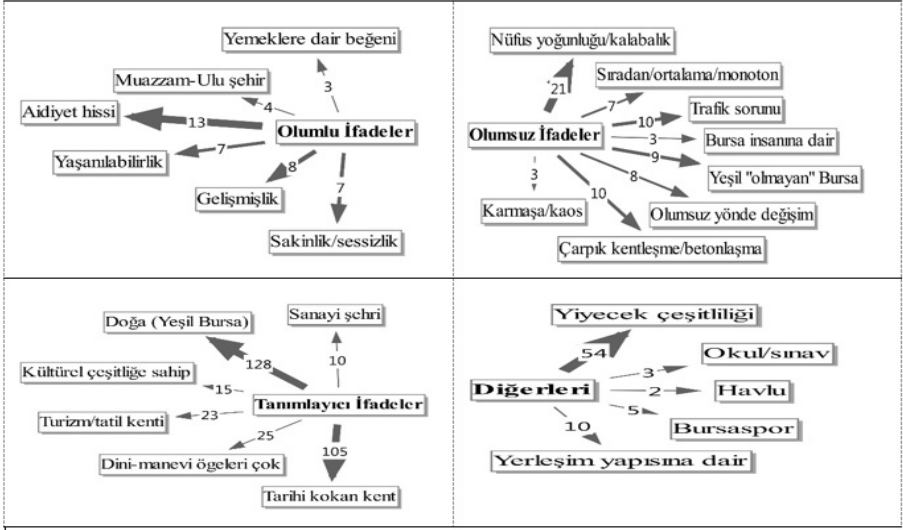 Yemeklere dair beğeni
3
Muazzam-Ulu şehir
4
Aidiyet hissi
13
Olumlu İfadeler
7
Yaşanılabilirlik
8
Gelişmişlik
7
Sakinlik/sessizlik
Nüfus yoğunluğu/kalabalık
21
Sıradan/ortalama/monoton
7
Trafik sorunu
10
Olumsuz İfadeler
3
Bursa insanına dair
9
Yeşil "olmayan" Bursa
3
8
Karmaşa/kaos
10
Olumsuz yönde değişim
Çarpık kentleşme/betonlaşma
Doğa (Yeşil Bursa)
Sanayi şehri
128
10
Kültürel çeşitliğe sahip
15
Tanımlayıcı İfadeler
Turizm/tatil kenti
23
25
105
Dini-manevi ögeleri çok
Tarihi kokan kent
Yiyecek çeşitliliği
54
Okul/sınav
3
Diğerleri
2
Havlu
5
Bursaspor
10
Yerleşim yapısına dair